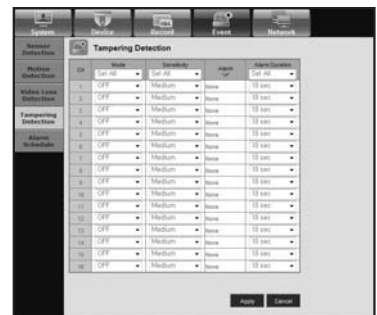 System Device Record Event Network
Sensor Detection
Motion Detection
Video Loss Detection
Tampering Detection
Alarm Schedule
Tampering Detection
CH Mode Sensitivity Alarm Alarm Duration
Set All Set All Set All
1 OFF Medium None 10 sec
2 OFF Medium None 10 sec
3 OFF Medium None 10 sec
4 OFF Medium None 10 sec
5 OFF Medium None 10 sec
6 OFF Medium None 10 sec
7 OFF Medium None 10 sec
8 OFF Medium None 10 sec
9 OFF Medium None 10 sec
10 OFF Medium None 10 sec
11 OFF Medium None 10 sec
12 OFF Medium None 10 sec
13 OFF Medium None 10 sec
14 OFF Medium None 10 sec
15 OFF Medium None 10 sec
16 OFF Medium None 10 sec
Apply Cancel